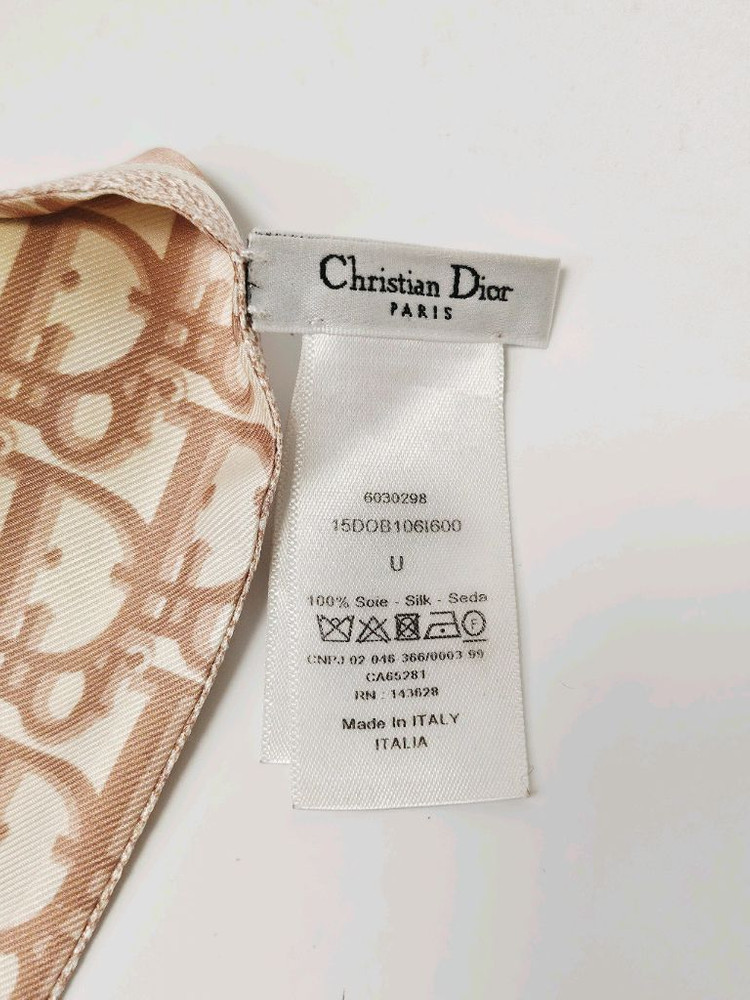 Christian Dior
PARIS
6030298
15DOB106I600
U
100% Soie - Silk - Seda
F
CNPJ 02 046 366/0003 99
CA65281
RN : 143628
Made In ITALY
ITALIA